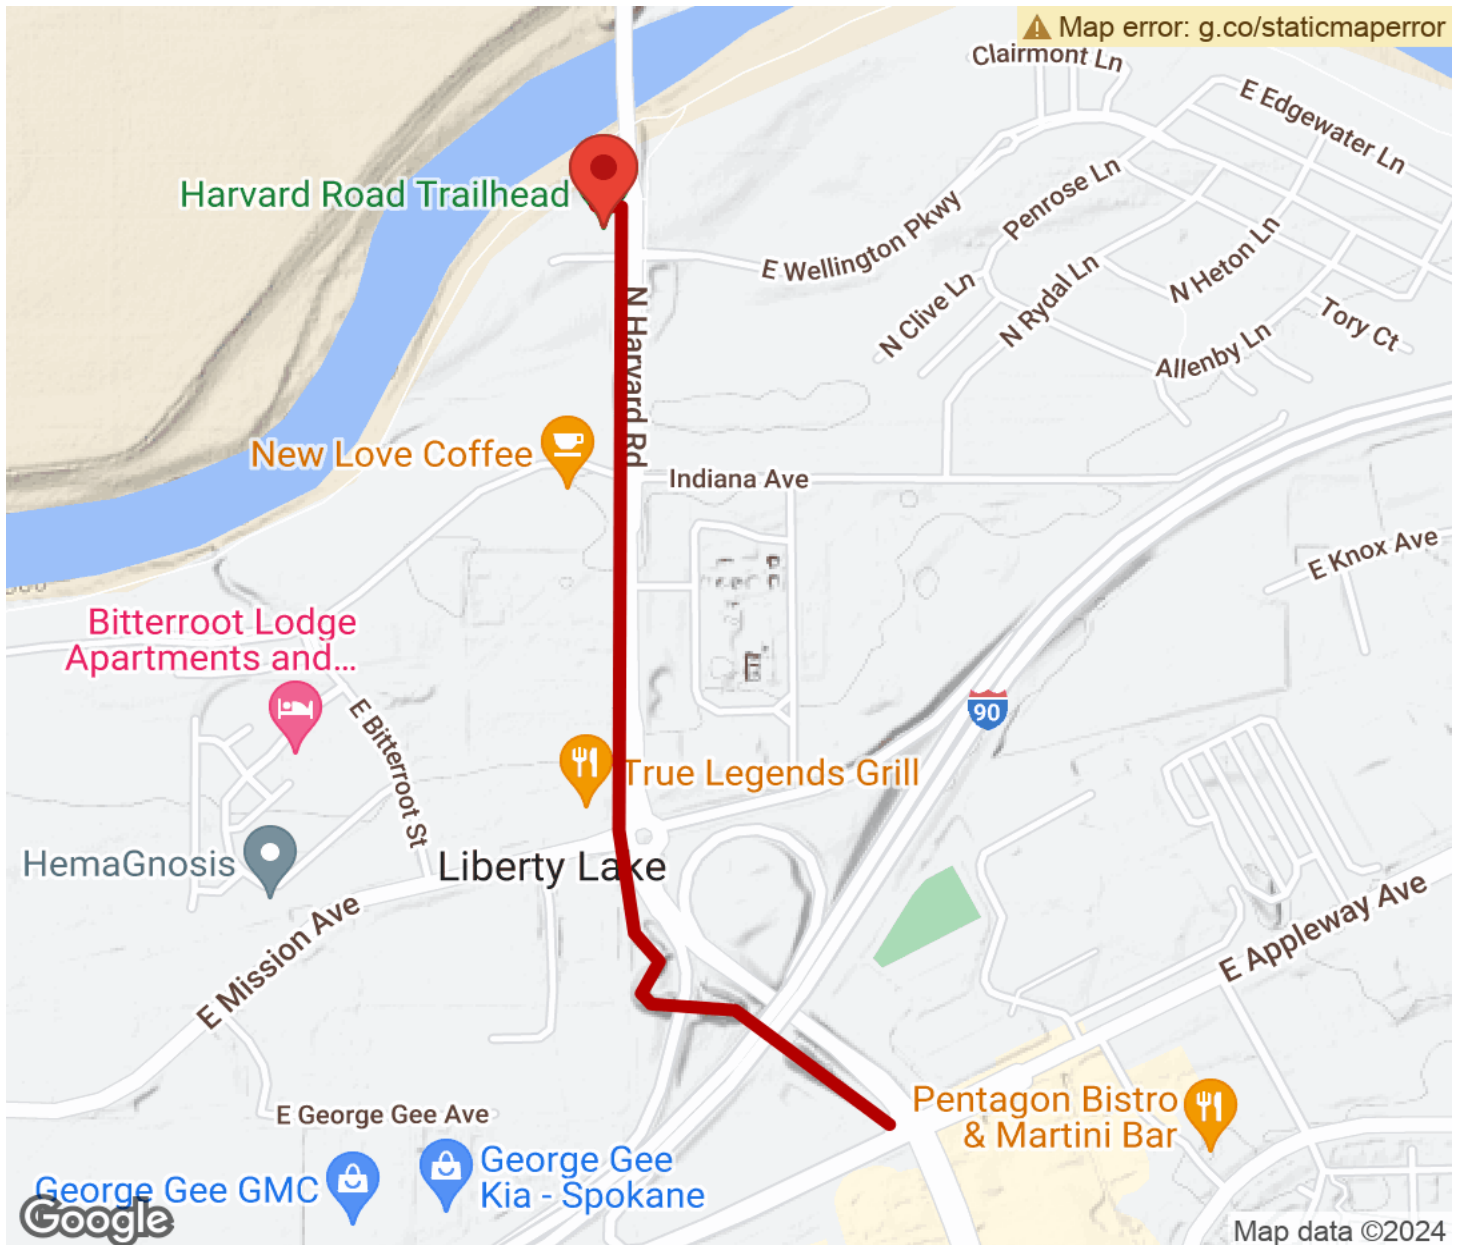 Map error: g.co/staticmaperror
Clairmont Ln
E Edgewater Ln
Harvard Road Trailhead
Penrose Ln
E Wellington Pkwy
N Heton Ln
N Rydal Ln
N Clive Ln
Tory Ct
Allenby Ln
N Harvard Rd
New Love Coffee
Indiana Ave
E Knox Ave
Bitterroot Lodge
Apartments and...
90
E Bitterroot St
True Legends Grill
HemaGnosis
Liberty Lake
E Mission Ave
E Appleway Ave
E George Gee Ave
Pentagon Bistro
& Martini Bar
George Gee
Kia - Spokane
George Gee GMC
Google
Map data ©2024